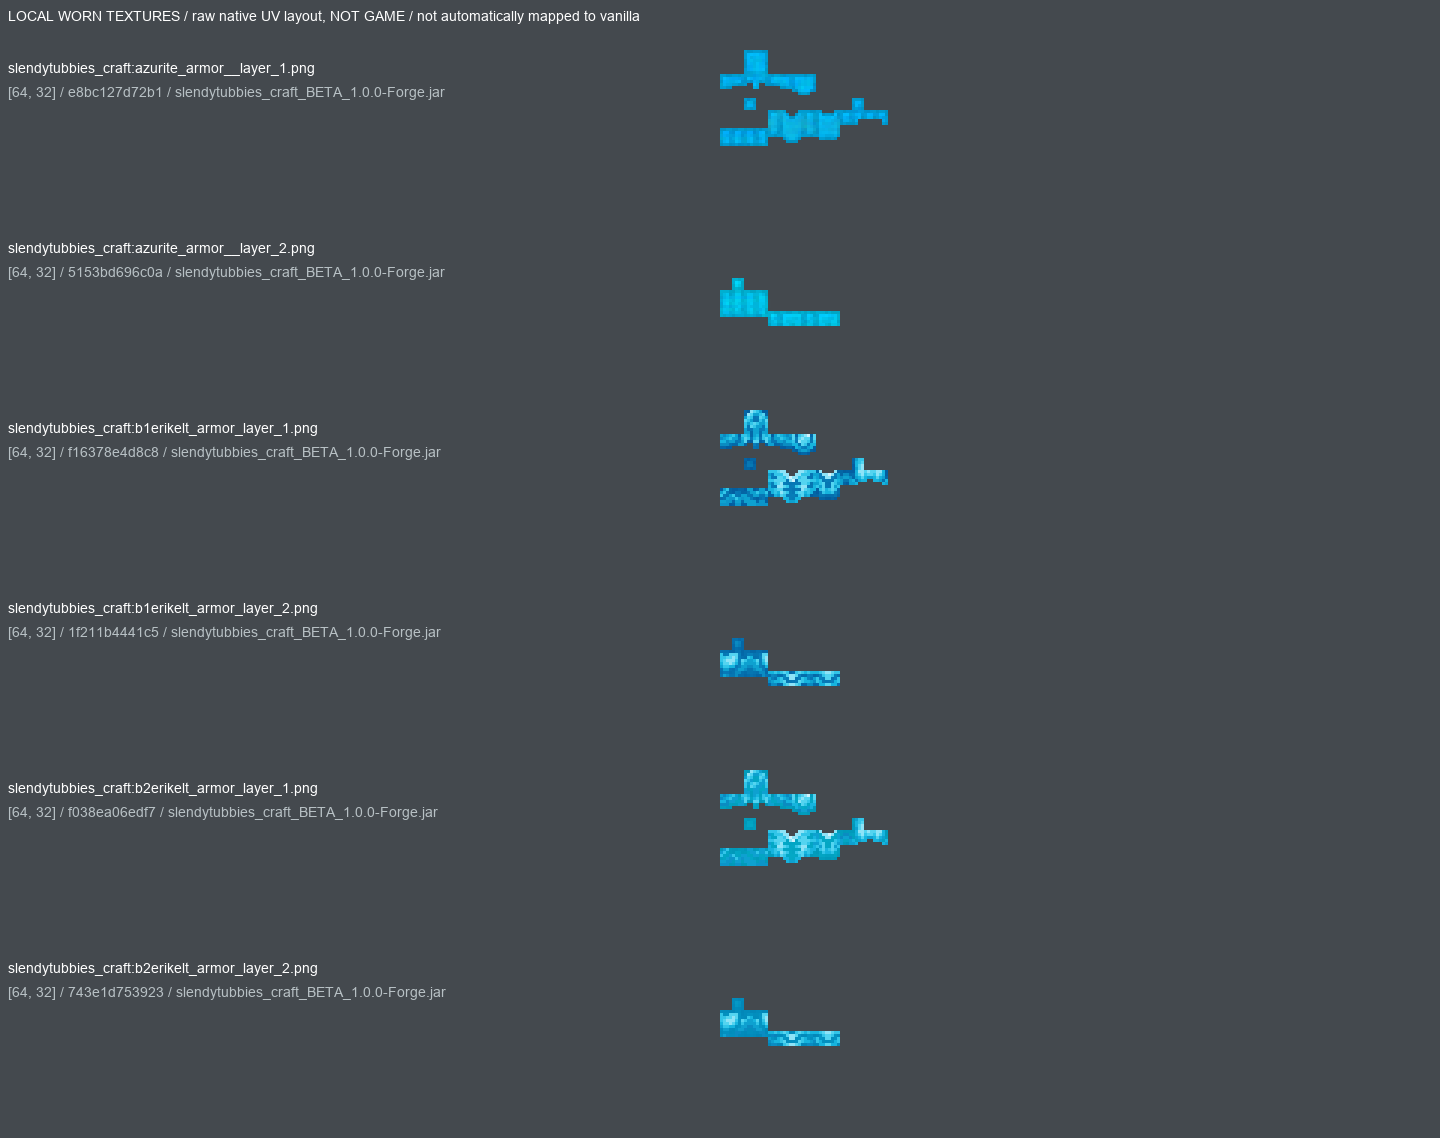 LOCAL WORN TEXTURES / raw native UV layout, NOT GAME / not automatically mapped to vanilla
slendytubbies_craft:azurite_armor__layer_1.png
[64, 32] / e8bc127d72b1 / slendytubbies_craft_BETA_1.0.0-Forge.jar
slendytubbies_craft:azurite_armor__layer_2.png
[64, 32] / 5153bd696c0a / slendytubbies_craft_BETA_1.0.0-Forge.jar
slendytubbies_craft:b1erikelt_armor_layer_1.png
[64, 32] / f16378e4d8c8 / slendytubbies_craft_BETA_1.0.0-Forge.jar
slendytubbies_craft:b1erikelt_armor_layer_2.png
[64, 32] / 1f211b4441c5 / slendytubbies_craft_BETA_1.0.0-Forge.jar
slendytubbies_craft:b2erikelt_armor_layer_1.png
[64, 32] / f038ea06edf7 / slendytubbies_craft_BETA_1.0.0-Forge.jar
slendytubbies_craft:b2erikelt_armor_layer_2.png
[64, 32] / 743e1d753923 / slendytubbies_craft_BETA_1.0.0-Forge.jar